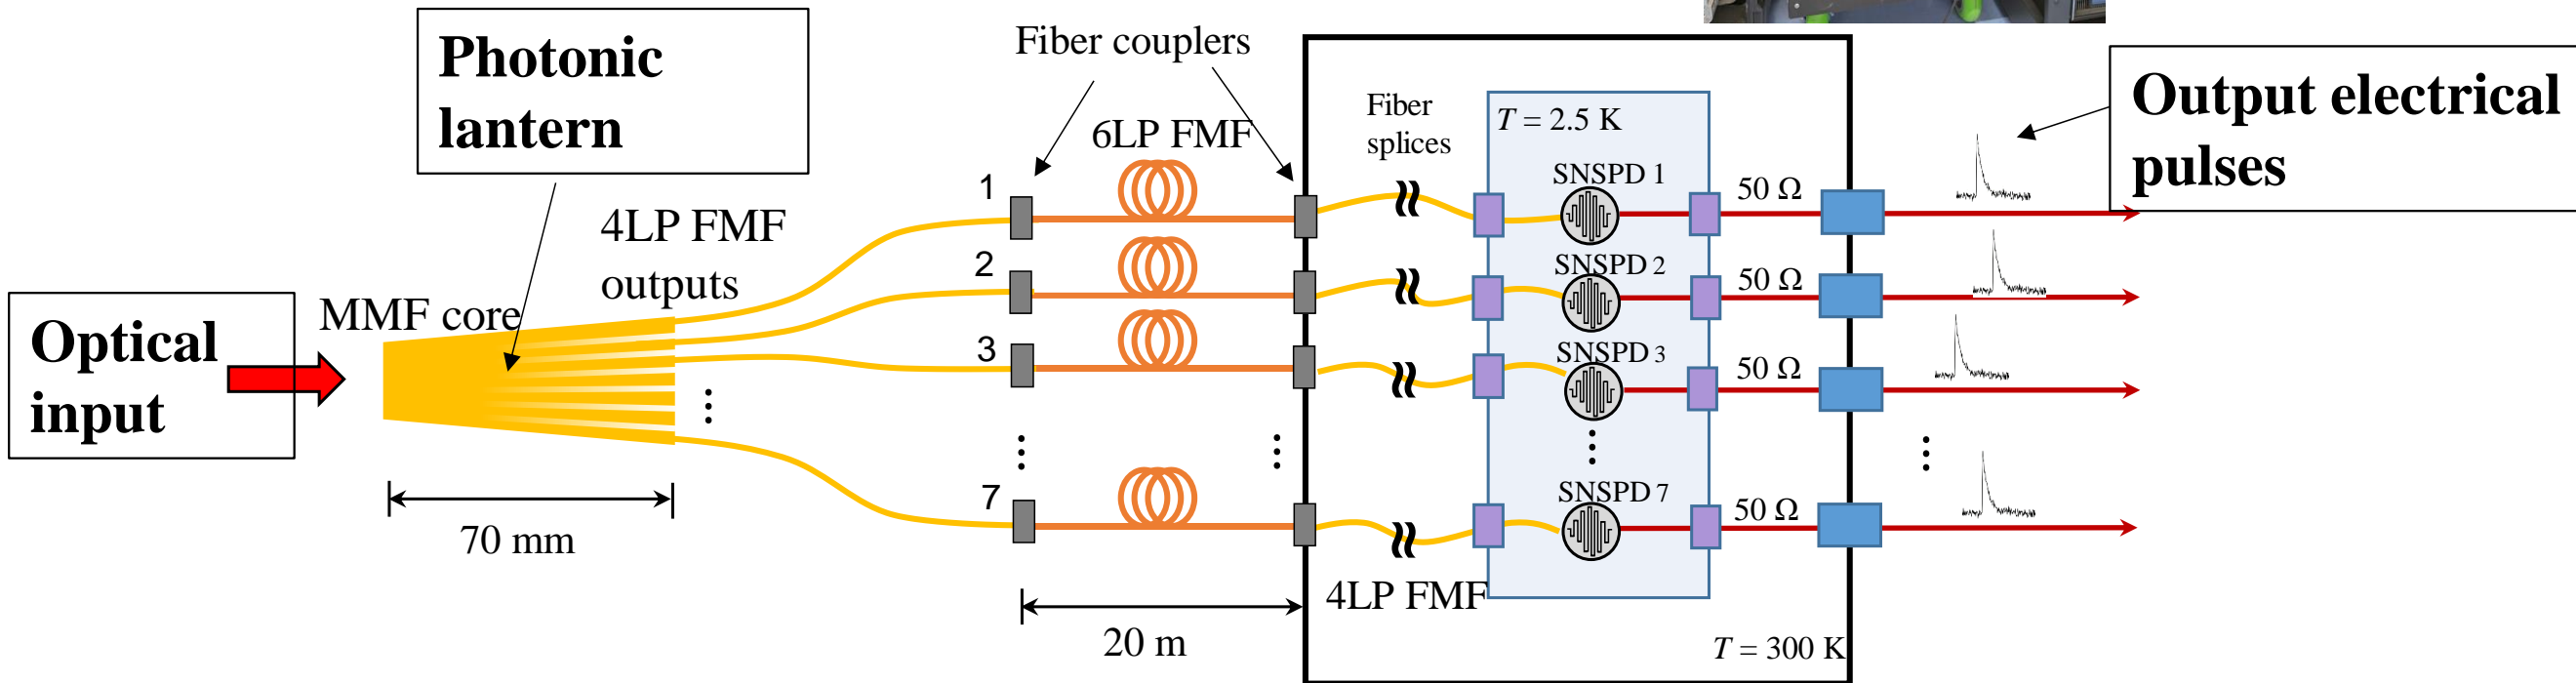 Photonic
lantern
Fiber couplers
Output electrical
pulses
Fiber
splices
T = 2.5 K
6LP FMF
SNSPD 1
50 Ω
1
4LP FMF
outputs
2
SNSPD 2
50 Ω
MMF core
Optical
input
3
SNSPD 3
50 Ω
7
SNSPD 7
50 Ω
70 mm
4LP FMF
20 m
T = 300 K